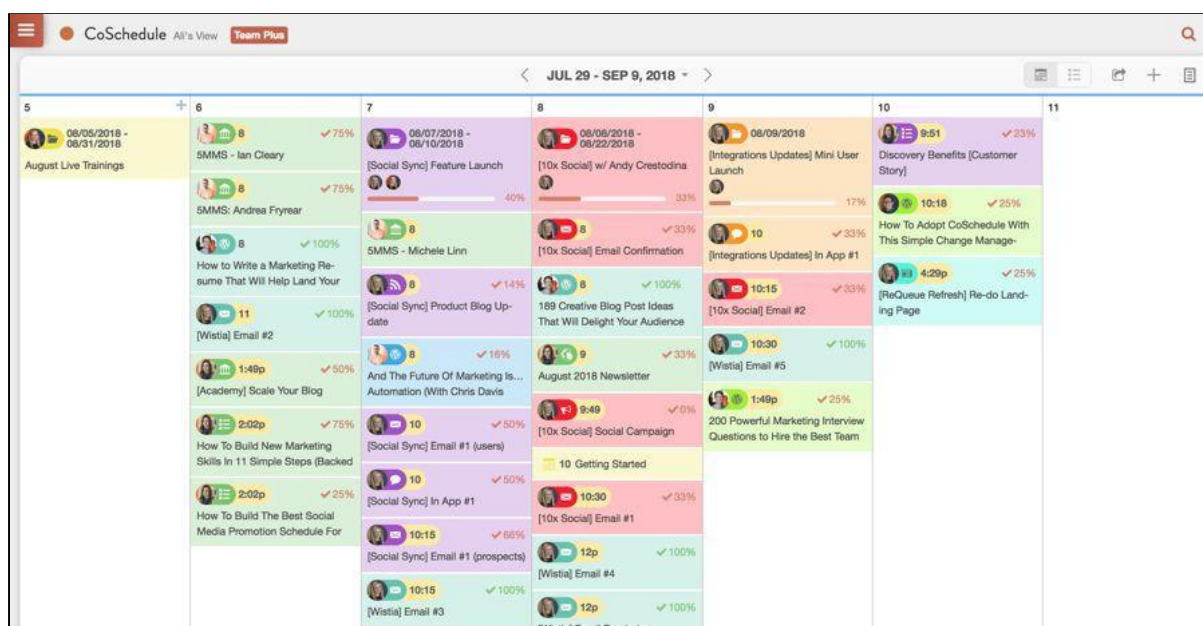 CoSchedule Ali's View Team Plus
JUL 29 - SEP 9, 2018
5
08/05/2018 -
08/31/2018
August Live Trainings
6
8 75%
5MMS - Ian Cleary
8 75%
5MMS: Andrea Fryrear
8 100%
How to Write a Marketing Re-
sume That Will Help Land Your
11 100%
[Wistia] Email #2
1:49p 50%
[Academy] Scale Your Blog
2:02p 75%
How To Build New Marketing
Skills In 11 Simple Steps (Backed
2:02p 25%
How To Build The Best Social
Media Promotion Schedule For
7
08/07/2018 -
08/10/2018
[Social Sync] Feature Launch
40%
8
5MMS - Michele Linn
8 14%
[Social Sync] Product Blog Up-
date
8 16%
And The Future Of Marketing Is...
Automation (With Chris Davis
10 50%
[Social Sync] Email #1 (users)
10 50%
[Social Sync] In App #1
10:15 66%
[Social Sync] Email #1 (prospects)
10:15 100%
[Wistia] Email #3
8
08/08/2018 -
08/22/2018
[10x Social] w/ Andy Crestodina
33%
8 33%
[10x Social] Email Confirmation
8 100%
189 Creative Blog Post Ideas
That Will Delight Your Audience
9 33%
August 2018 Newsletter
9:49 0%
[10x Social] Social Campaign
10 Getting Started
10:30 33%
[10x Social] Email #1
12p 100%
[Wistia] Email #4
12p 100%
9
08/09/2018
[Integrations Updates] Mini User
Launch
17%
10 33%
[Integrations Updates] In App #1
10:15 33%
[10x Social] Email #2
10:30 100%
[Wistia] Email #5
1:49p 25%
200 Powerful Marketing Interview
Questions to Hire the Best Team
10
9:51 23%
Discovery Benefits [Customer
Story]
10:18 25%
How To Adopt CoSchedule With
This Simple Change Manage-
4:29p 25%
[ReQueue Refresh] Re-do Land-
ing Page
11